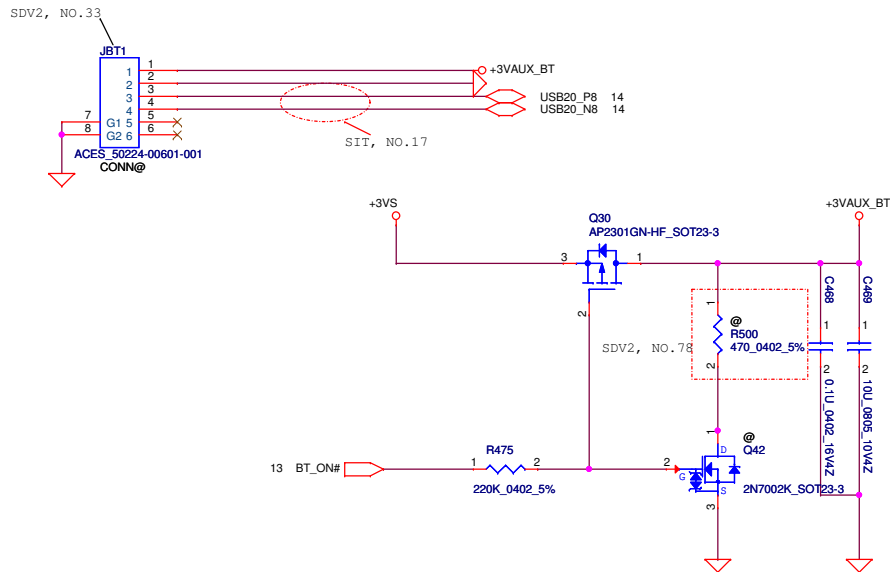 SDV2, NO.33
JBT1
1
2
3
4
5
6
1
2
3
4
G1 5
G2 6
7
8
+3VAUX_BT
USB20_P8 14
USB20_N8 14
SIT, NO.17
ACES_50224-00601-001
CONN@
+3VS
Q30
AP2301GN-HF_SOT23-3
+3VAUX_BT
3
1
2
C468
C469
1
@
R500
470_0402_5%
2
SDV2, NO.78
1
2
0.1U_0402_16V4Z
1
2
10U_0805_10V4Z
13 BT_ON#
1
R475
2
220K_0402_5%
2
1
D
G
S
3
@
Q42
2N7002K_SOT23-3